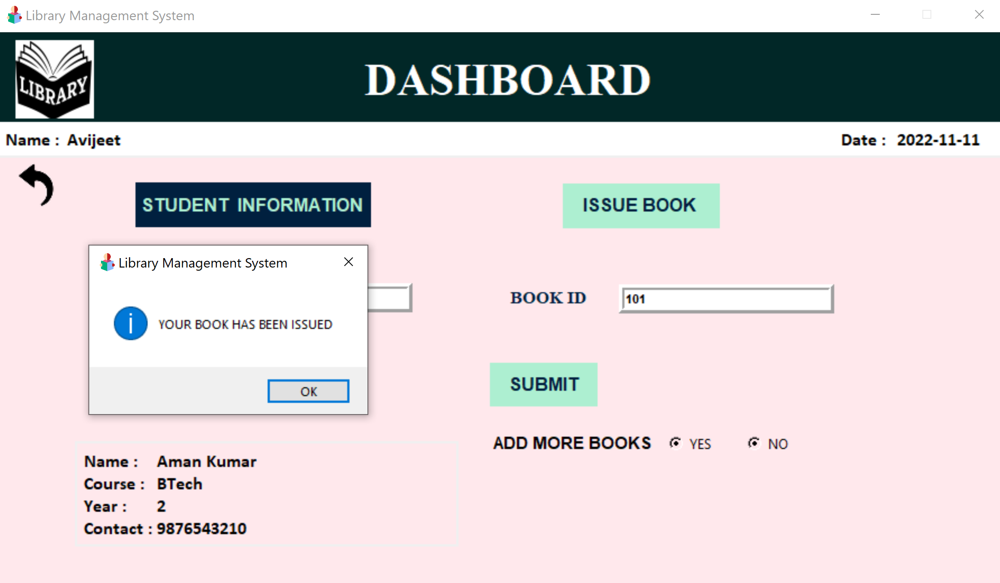 Library Management System
LIBRARY
DASHBOARD
Name : Avijeet
Date : 2022-11-11
STUDENT INFORMATION
ISSUE BOOK
Library Management System
YOUR BOOK HAS BEEN ISSUED
OK
BOOK ID 101
SUBMIT
ADD MORE BOOKS YES NO
Name : Aman Kumar
Course : BTech
Year : 2
Contact : 9876543210